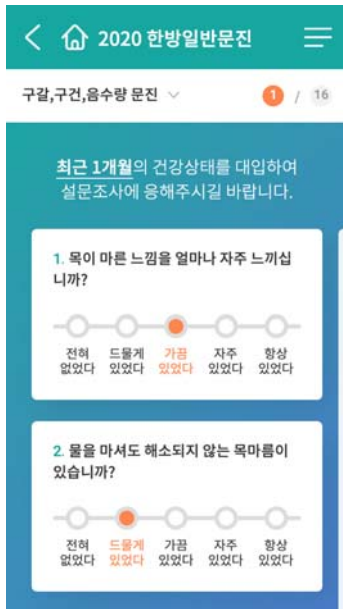 2020 한방일반문진
구갈,구건,음수량 문진
1 / 16
최근 1개월의 건강상태를 대입하여
설문조사에 응해주시길 바랍니다.
1. 목이 마른 느낌을 얼마나 자주 느끼십
니까?
전혀 드물게 가끔 자주 항상
없었다 있었다 있었다 있었다 있었다
2. 물을 마셔도 해소되지 않는 목마름이
있습니까?
전혀 드물게 가끔 자주 항상
없었다 있었다 있었다 있었다 있었다